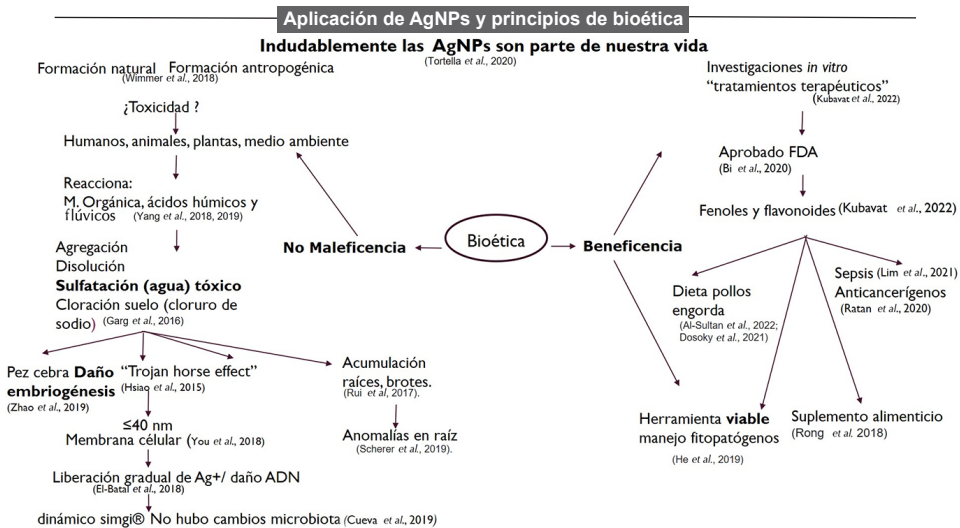 Aplicación de AgNPs y principios de bioética
Indudablemente las AgNPs son parte de nuestra vida
(Tortella et al., 2020)
Formación natural Formación antropogénica
(Wimmer et al., 2018)
¿Toxicidad ?
Humanos, animales, plantas, medio ambiente
Reacciona:
M. Orgánica, ácidos húmicos y
flúvicos (Yang et al., 2018, 2019)
Agregación
Disolución
Sulfatación (agua) tóxico
Cloración suelo (cloruro de
sodio) (Garg et al., 2016)
Pez cebra Daño
embriogénesis
(Zhao et al., 2019)
“Trojan horse effect”
(Hsiao et al., 2015)
≤40 nm
Membrana célular (You et al., 2018)
Liberación gradual de Ag+/ daño ADN
(El-Batal et al., 2018)
dinámico simgi® No hubo cambios microbiota (Cueva et al., 2019)
Acumulación
raíces, brotes.
(Rui et al, 2017).
Anomalías en raíz
(Scherer et al., 2019).
No Maleficencia
Bioética
Beneficencia
Investigaciones in vitro
“tratamientos terapéuticos”
(Kubavat et al., 2022)
Aprobado FDA
(Bi et al., 2020)
Fenoles y flavonoides (Kubavat et al., 2022)
Dieta pollos
engorda
(Al-Sultan et al., 2022;
Dosoky et al., 2021)
Sepsis (Lim et al., 2021)
Anticancerígenos
(Ratan et al., 2020)
Herramienta viable
manejo fitopatógenos
(He et al., 2019)
Suplemento alimenticio
(Rong et al. 2018)